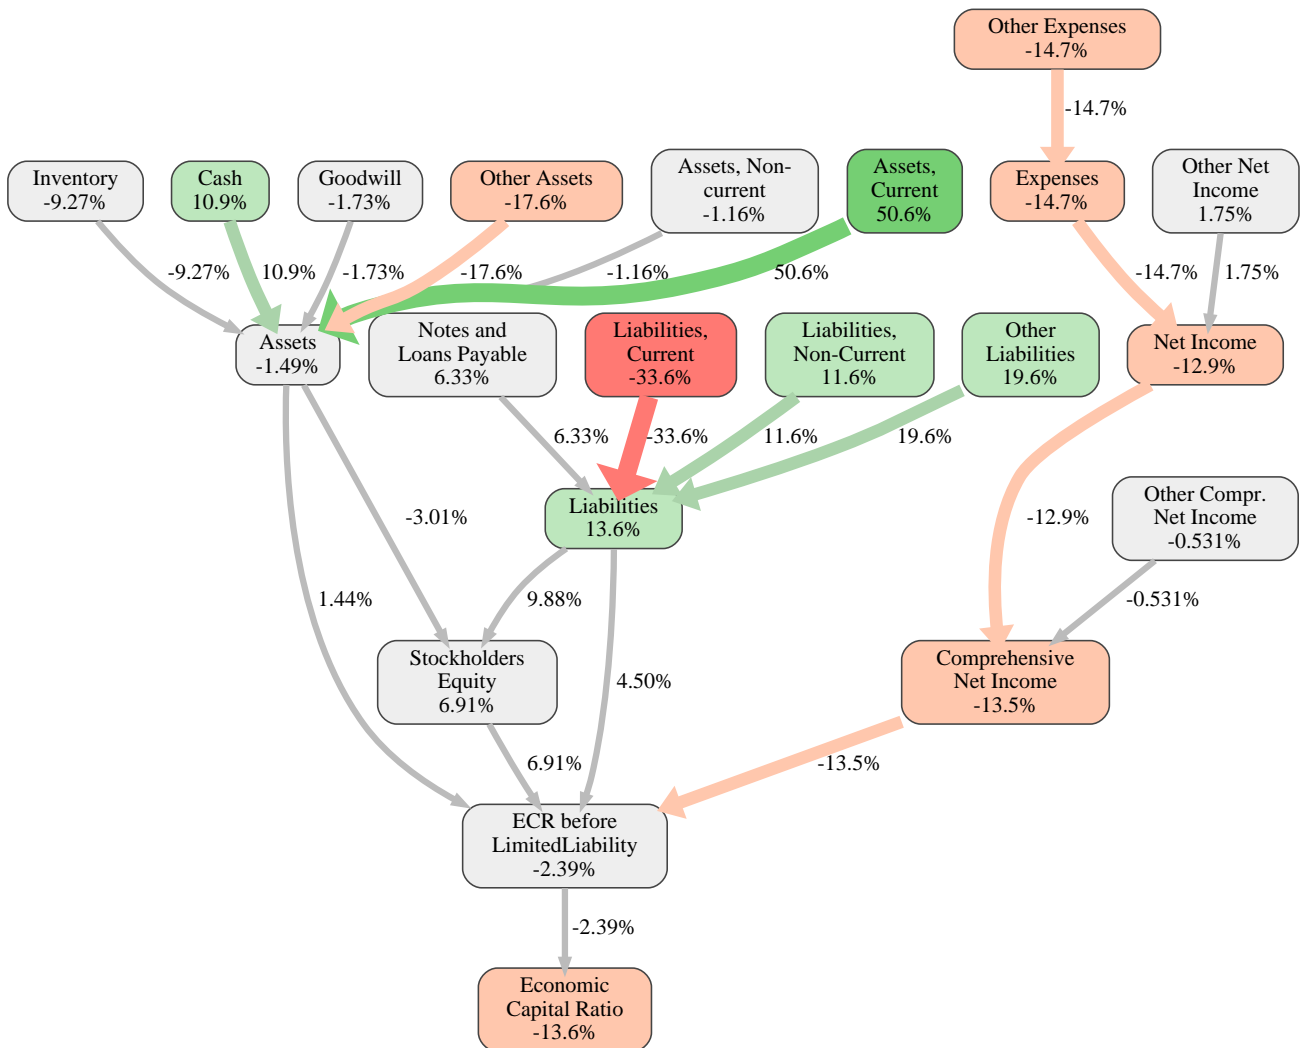 Other Expenses
-14.7%
-14.7%
Inventory
-9.27%
Cash
10.9%
Goodwill
-1.73%
Other Assets
-17.6%
Assets, Non-
current
-1.16%
Assets,
Current
50.6%
Expenses
-14.7%
Other Net
Income
1.75%
-9.27%
10.9%
-1.73%
-17.6%
-1.16%
50.6%
-14.7%
1.75%
Assets
-1.49%
Notes and
Loans Payable
6.33%
Liabilities,
Current
-33.6%
Liabilities,
Non-Current
11.6%
Other
Liabilities
19.6%
Net Income
-12.9%
6.33%
-33.6%
11.6%
19.6%
-3.01%
Liabilities
13.6%
-12.9%
Other Compr.
Net Income
-0.531%
1.44%
9.88%
-0.531%
Stockholders
Equity
6.91%
4.50%
Comprehensive
Net Income
-13.5%
6.91%
-13.5%
ECR before
LimitedLiability
-2.39%
-2.39%
Economic
Capital Ratio
-13.6%